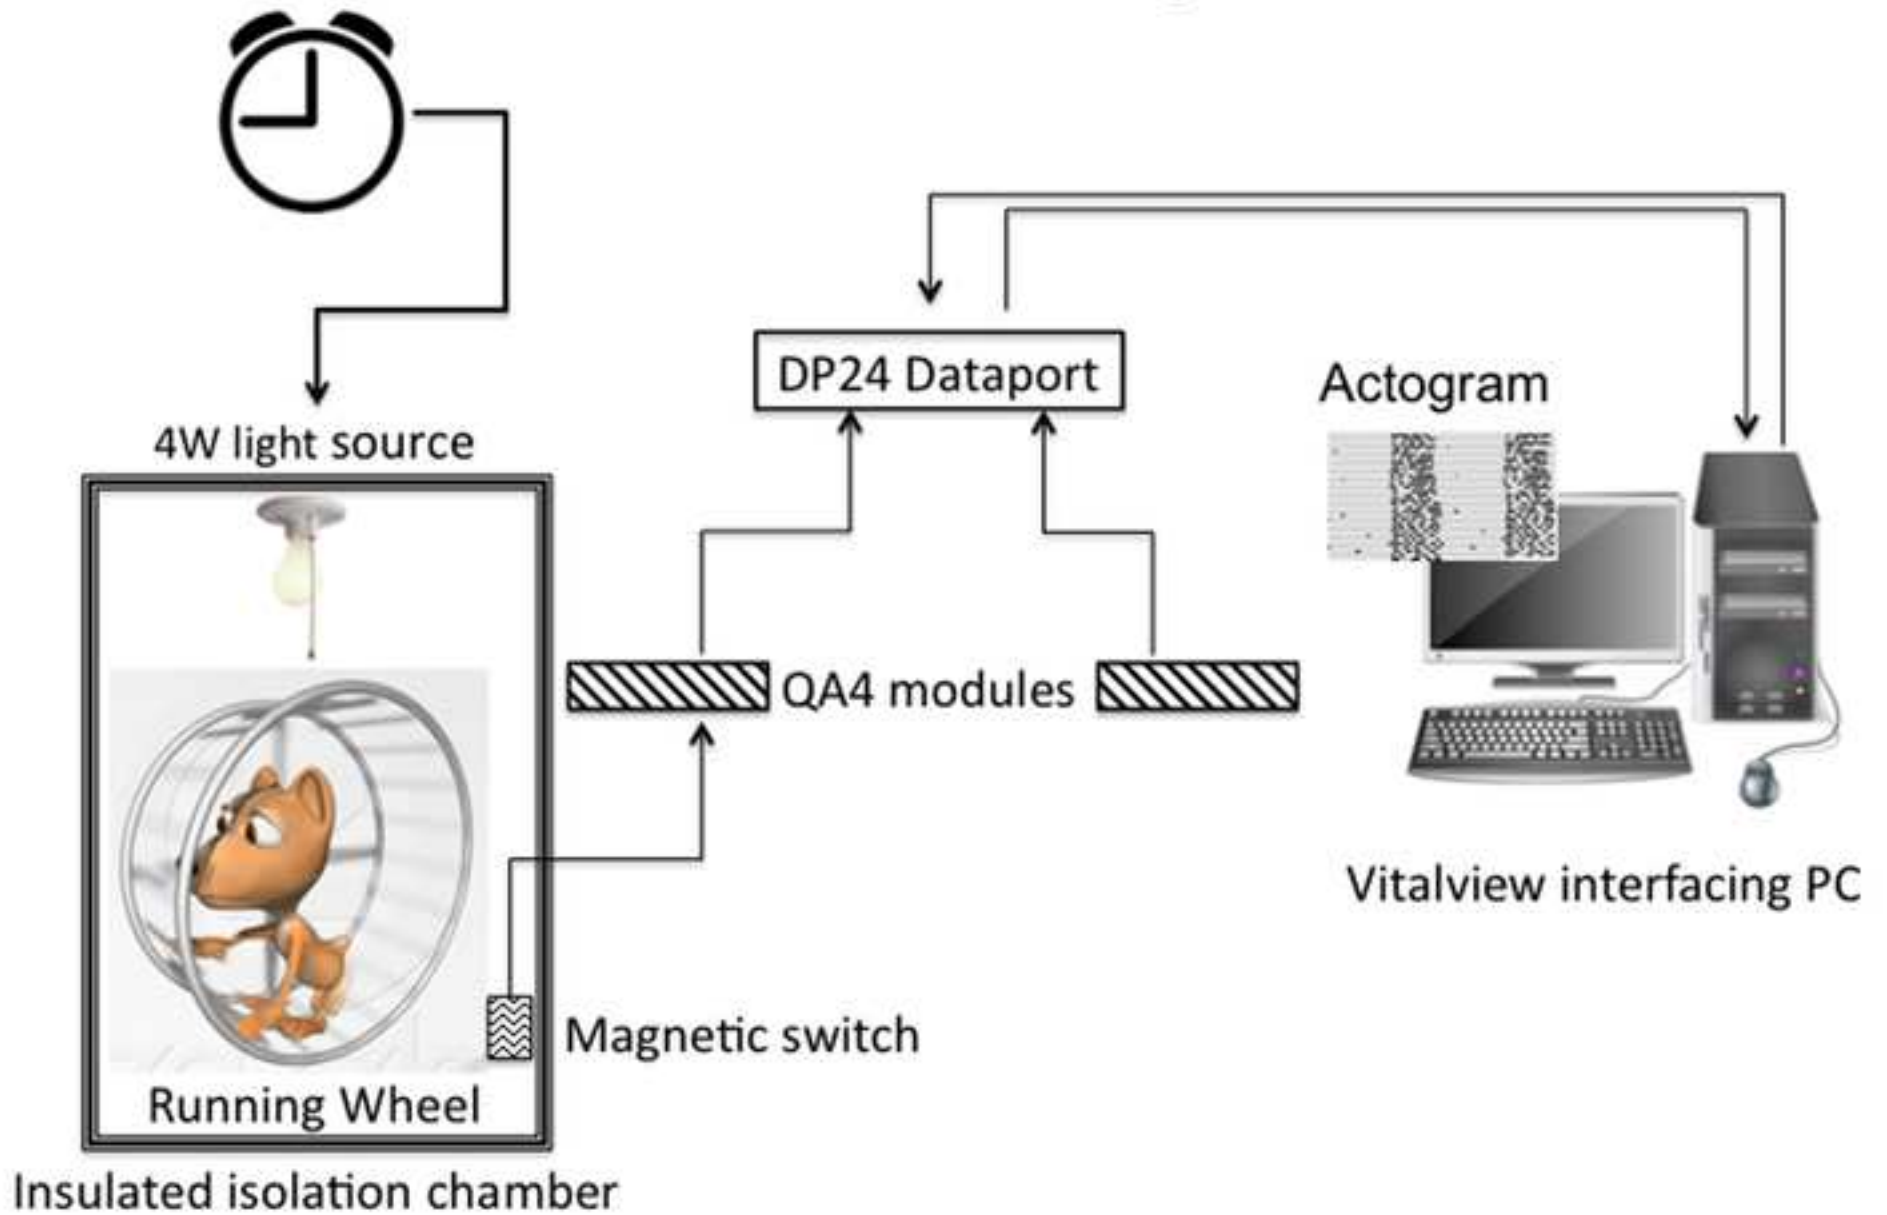 4W light source
DP24 Dataport
Actogram
QA4 modules
Vitalview interfacing PC
Magnetic switch
Running Wheel
Insulated isolation chamber